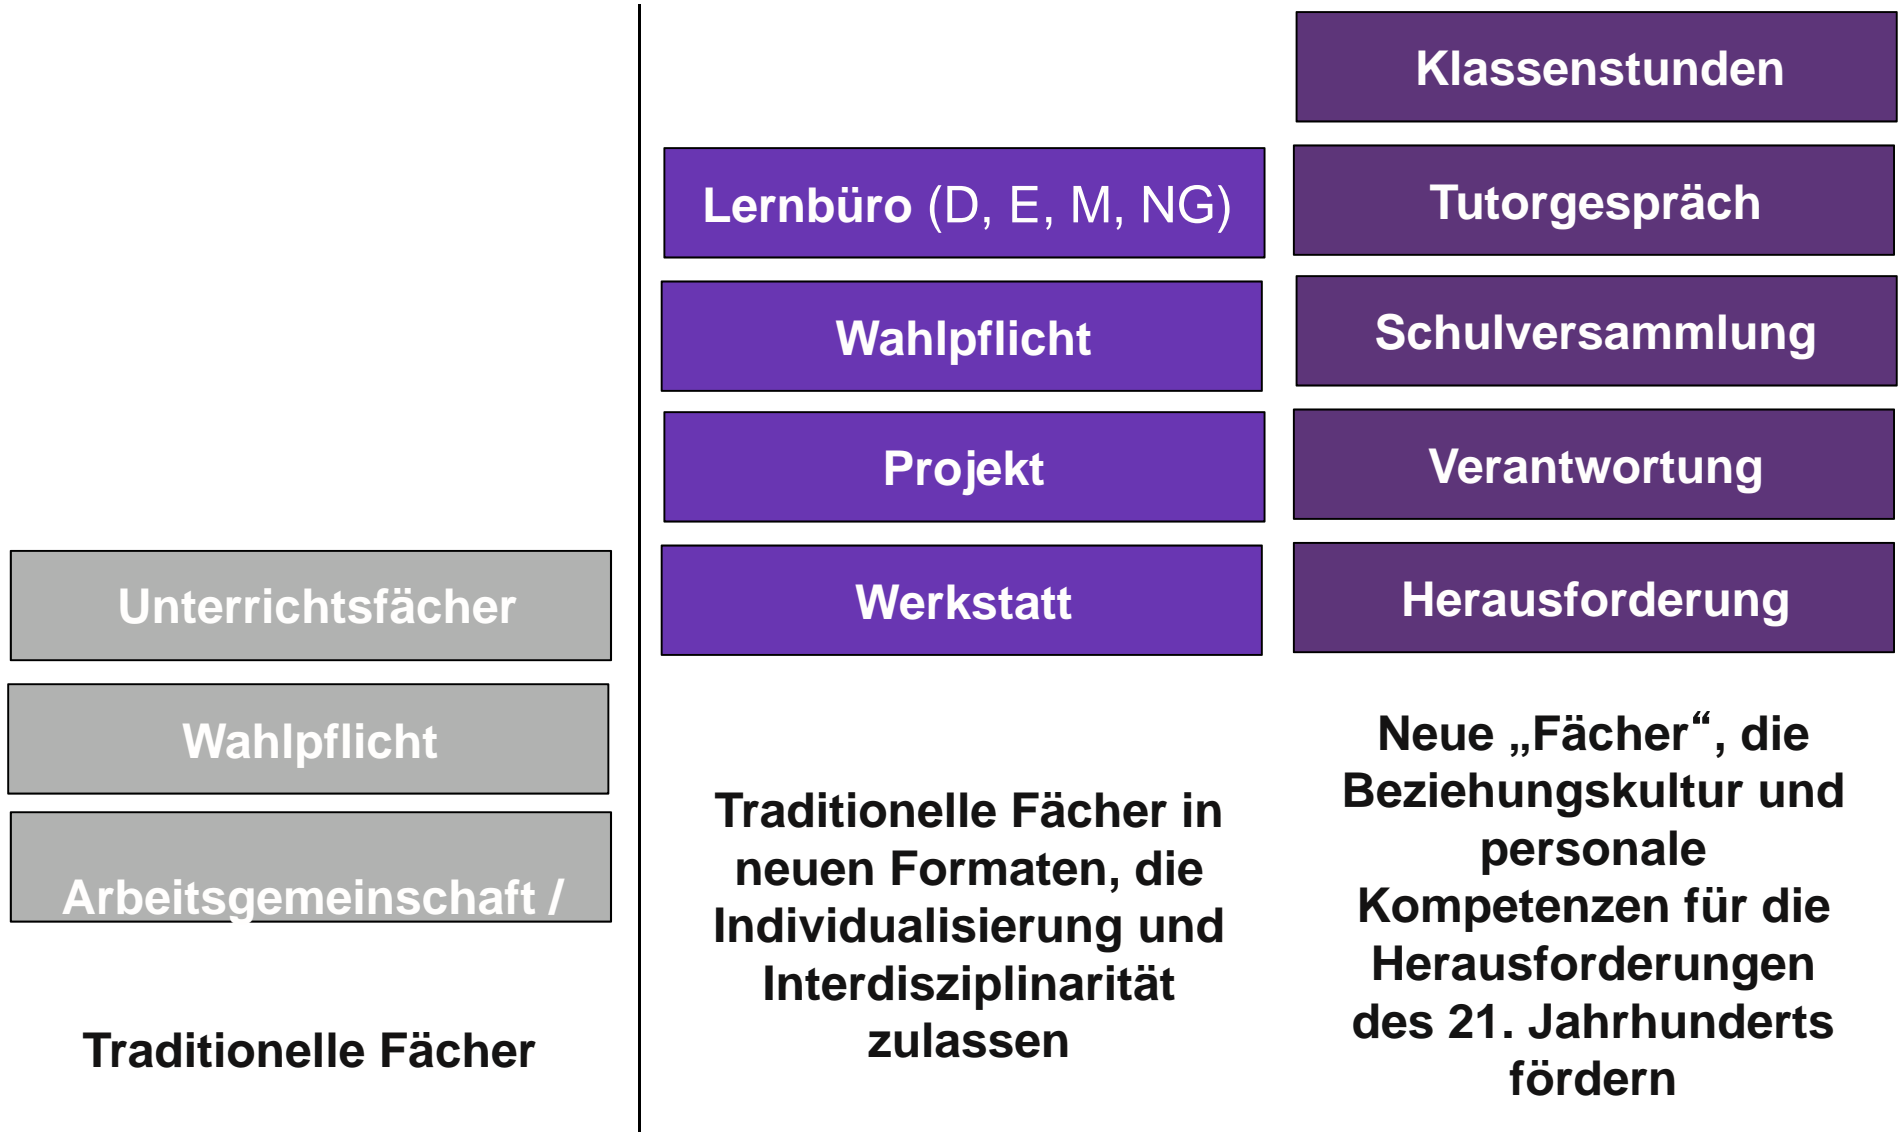 Unterrichtsfächer
Wahlpflicht
Arbeitsgemeinschaft /
Traditionelle Fächer
Lernbüro (D, E, M, NG)
Wahlpflicht
Projekt
Werkstatt
Traditionelle Fächer in
neuen Formaten, die
Individualisierung und
Interdisziplinarität
zulassen
Klassenstunden
Tutorgespräch
Schulversammlung
Verantwortung
Herausforderung
Neue „Fächer“, die
Beziehungskultur und
personale
Kompetenzen für die
Herausforderungen
des 21. Jahrhunderts
fördern